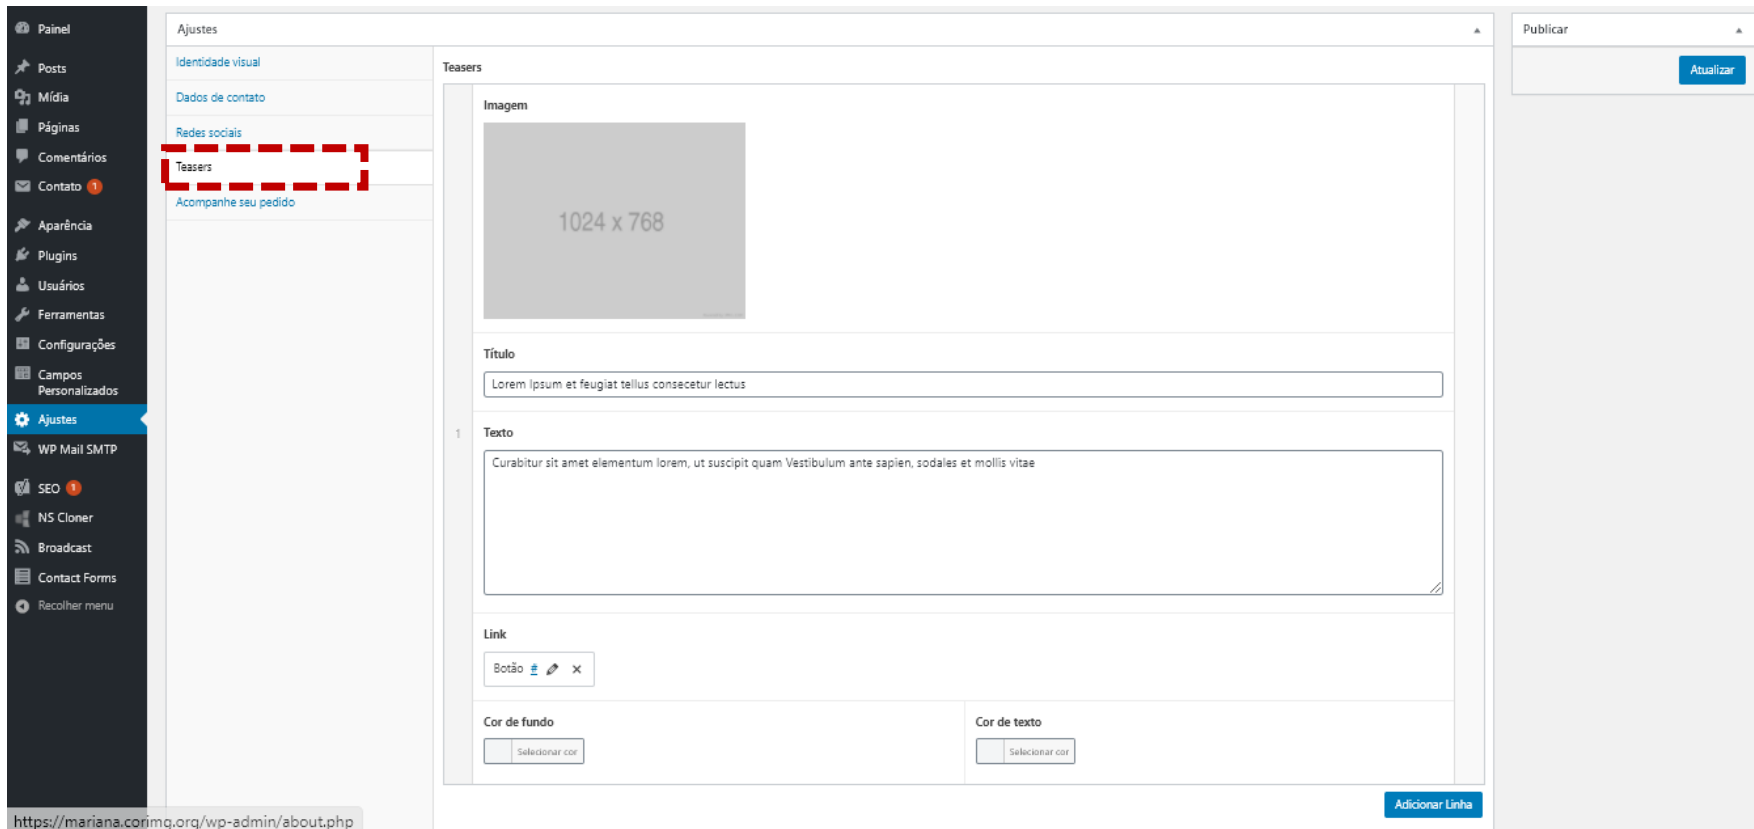 Painel
Posts
Mídia
Páginas
Comentários
Contato 1
Aparência
Plugins
Usuários
Ferramentas
Configurações
Campos
Personalizados
Ajustes
WP Mail SMTP
SEO 1
NS Cloner
Broadcast
Contact Forms
Recolher menu
https://mariana.corimg.org/wp-admin/about.php
Ajustes
Identidade visual
Dados de contato
Redes sociais
Teasers
Acompanhe seu pedido
Teasers
1
Imagem
1024 x 768
Título
Lorem Ipsum et feugiat tellus consecetur lectus
Texto
Curabitur sit amet elementum lorem, ut suscipit quam Vestibulum ante sapien, sodales et mollis vitae
Link
Botão #
Cor de fundo
Selecionar cor
Cor de texto
Selecionar cor
Adicionar Linha
Publicar
Atualizar